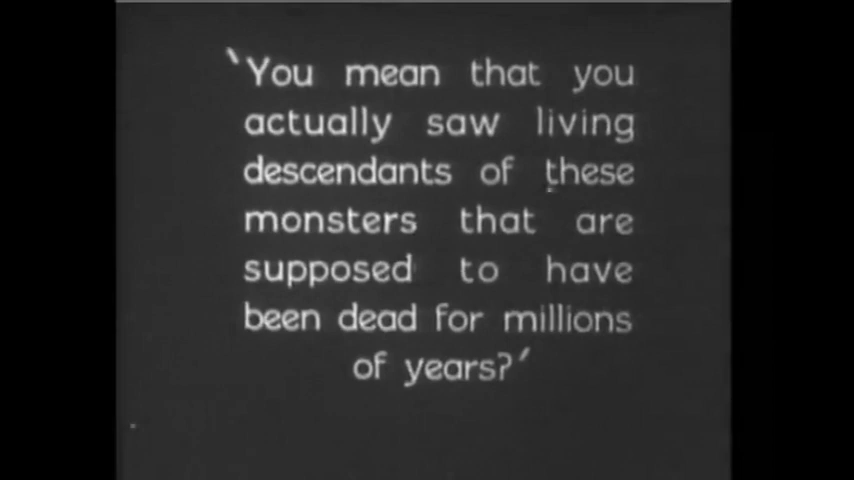 ‵You mean that you
actually saw living
descendants of these
monsters that are
supposed to have
been dead for millions
of years?′